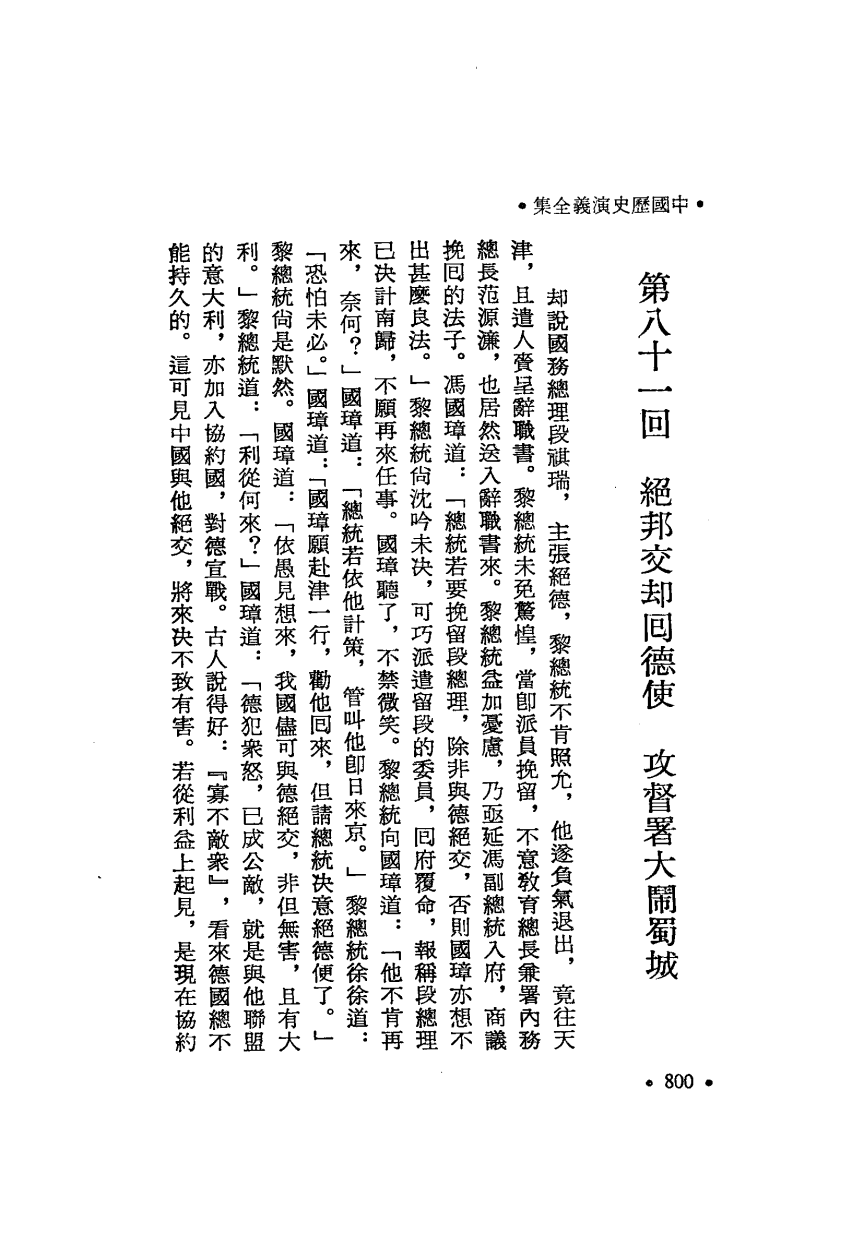 •中國歷史演義全集•
第八十一回　絕邦交却回德使　攻督署大鬧蜀城
却說國務總理段祺瑞，主張絕德，黎總統不肯照允，他遂負氣退出，竟往天
津，且遣人賫呈辭職書。黎總統未免驚惶，當卽派員挽留，不意教育總長兼署內務
總長范源濂，也居然送入辭職書來。黎總統益加憂慮，乃亟延馮副總統入府，商議
挽回的法子。馮國璋道：「總統若要挽留段總理，除非與德絕交，否則國璋亦想不
出甚麼良法。」黎總統尙沈吟未決，可巧派遣留段的委員，回府覆命，報稱段總理
已決計南歸，不願再來任事。國璋聽了，不禁微笑。黎總統向國璋道：「他不肯再
來，奈何？」國璋道：「總統若依他計策，管叫他卽日來京。」黎總統徐徐道：
「恐怕未必。」國璋道：「國璋願赴津一行，勸他回來，但請總統決意絕德便了。」
黎總統尙是默然。國璋道：「依愚見想來，我國儘可與德絕交，非但無害，且有大
利。」黎總統道：「利從何來？」國璋道：「德犯衆怒，已成公敵，就是與他聯盟
的意大利，亦加入協約國，對德宣戰。古人說得好：『寡不敵衆』，看來德國總不
能持久的。這可見中國與他絕交，將來決不致有害。若從利益上起見，是現在協約
•800•